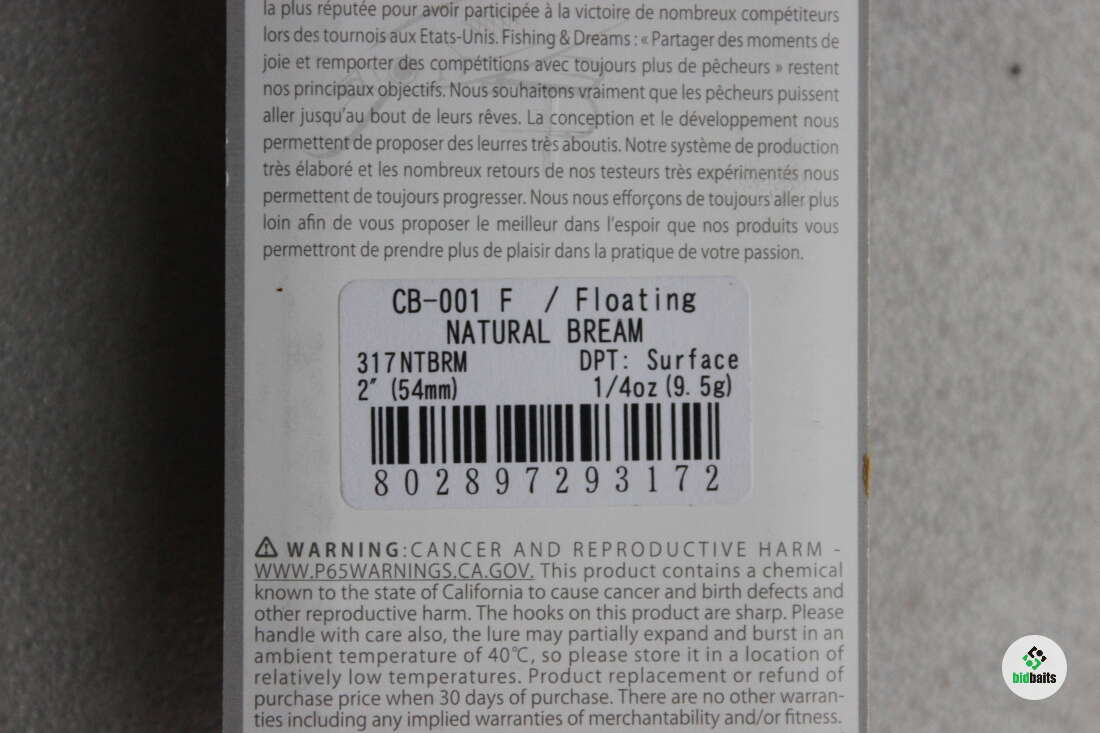 la plus réputée pour avoir participée à la victoire de nombreux compétiteurs
lors des tournois aux Etats-Unis. Fishing & Dreams : « Partager des moments de
joie et remporter des compétitions avec toujours plus de pêcheurs » restent
nos principaux objectifs. Nous souhaitons vraiment que les pêcheurs puissent
aller jusqu'au bout de leurs rêves. La conception et le développement nous
permettent de proposer des leurres très aboutis. Notre système de production
très élaboré et les nombreux retours de nos testeurs très expérimentés nous
permettent de toujours progresser. Nous nous efforçons de toujours aller plus
loin afin de vous proposer le meilleur dans l'espoir que nos produits vous
permettront de prendre plus de plaisir dans la pratique de votre passion.
CB-001 F / Floating
NATURAL BREAM
317NTBRM DPT: Surface
2" (54mm) 1/4oz (9.5g)
802897293172
⚠ WARNING:CANCER AND REPRODUCTIVE HARM -
WWW.P65WARNINGS.CA.GOV. This product contains a chemical
known to the state of California to cause cancer and birth defects and
other reproductive harm. The hooks on this product are sharp. Please
handle with care also, the lure may partially expand and burst in an
ambient temperature of 40℃, so please store it in a location of
relatively low temperatures. Product replacement or refund of
purchase price when 30 days of purchase. There are no other warran-
ties including any implied warranties of merchantability and/or fitness.
bidbaits